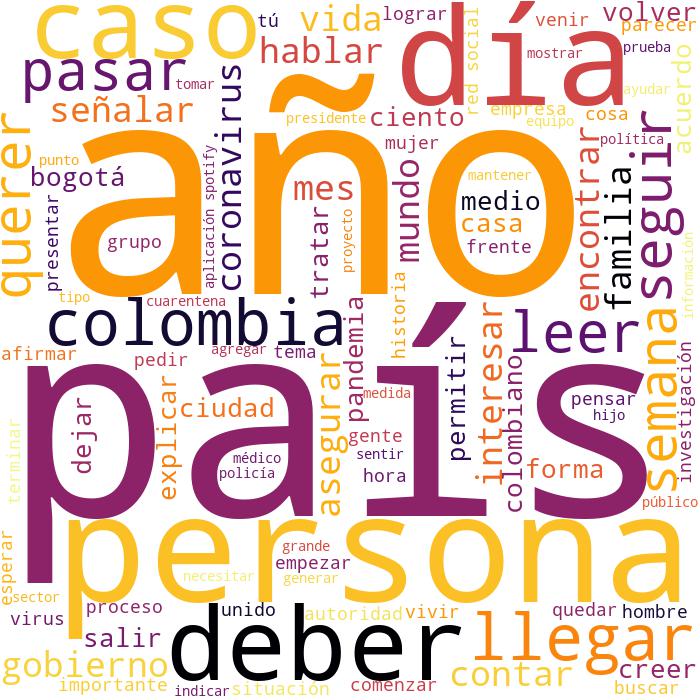 caso
tú
vida
lograr
venir
volver
parecer
hablar
día
mostrar
prueba
pasar
tomar
red social
ayudar
señalar
presidente
ciento
empresa
cosa
equipo
acuerdo
querer
coronavirus
año
mujer
política
punto
bogotá
aplicación spotify
mes
mundo
mantener
medio
encontrar
familia
seguir
presentar
grupo
tratar
proyecto
casa
frente
información
tipo
cuarentena
colombia
historia
leer
semana
afirmar
pedir
agregar
tema
pandemia
permitir
interesar
colombiano
investigación
país
medida
pensar
hijo
explicar
ciudad
asegurar
dejar
gente
médico
sentir
policía
hora
forma
terminar
público
persona
esperar
grande
empezar
necesitar
generar
sector
virus
proceso
unido
autoridad
vivir
quedar
hombre
deber
llegar
salir
gobierno
contar
creer
importante
indicar
situación
comenzar
buscar